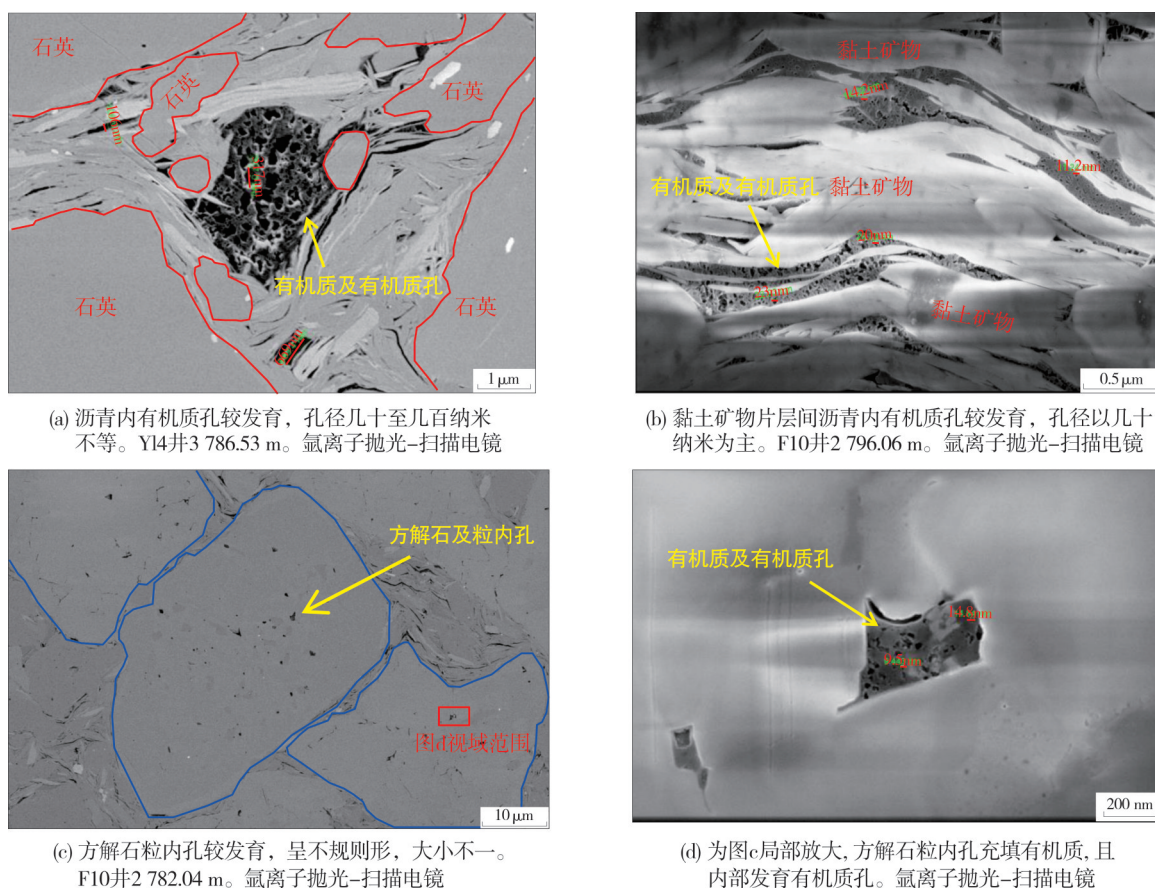 石英
石英
石英
石英
石英
石英
有机质及有机质孔
1 μm
(a) 沥青内有机质孔较发育，孔径几十至几百纳米
不等。Yl4井3 786.53 m。氩离子抛光-扫描电镜
黏土矿物
14.2nm
11.2nm
有机质及有机质孔
黏土矿物
23nm
黏土矿物
0.5 μm
(b) 黏土矿物片层间沥青内有机质孔较发育，孔径以几十
纳米为主。F10井2 796.06 m。氩离子抛光-扫描电镜
方解石及粒内孔
图d视域范围
10 μm
(c) 方解石粒内孔较发育，呈不规则形，大小不一。
F10井2 782.04 m。氩离子抛光-扫描电镜
有机质及有机质孔
200 nm
(d) 为图c局部放大, 方解石粒内孔充填有机质, 且
内部发育有机质孔。氩离子抛光-扫描电镜